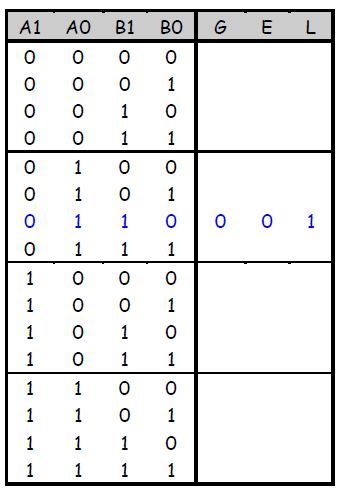 A1 A0 B1 B0 G E L
0 0 0 0
0 0 0 1
0 0 1 0
0 0 1 1
0 1 0 0
0 1 0 1
0 1 1 0 0 0 1
0 1 1 1
1 0 0 0
1 0 0 1
1 0 1 0
1 0 1 1
1 1 0 0
1 1 0 1
1 1 1 0
1 1 1 1